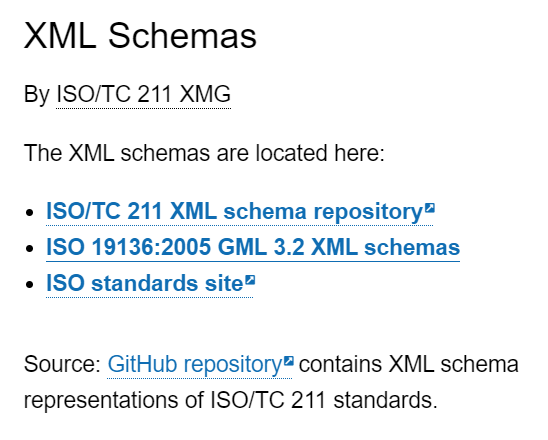 XML Schemas
By ISO/TC 211 XMG
The XML schemas are located here:
• ISO/TC 211 XML schema repository
• ISO 19136:2005 GML 3.2 XML schemas
• ISO standards site
Source: GitHub repository contains XML schema
representations of ISO/TC 211 standards.